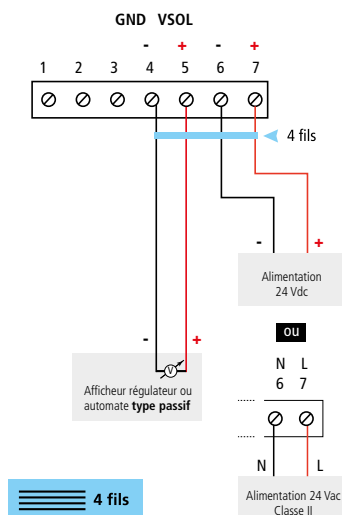 GND VSOL
- + - +
1 2 3 4 5 6 7
4 fils
- +
Alimentation
24 Vdc
ou
- +
V
Afficheur régulateur ou
automate type passif
N L
6 7
N L
4 fils
Alimentation 24 Vac
Classe II